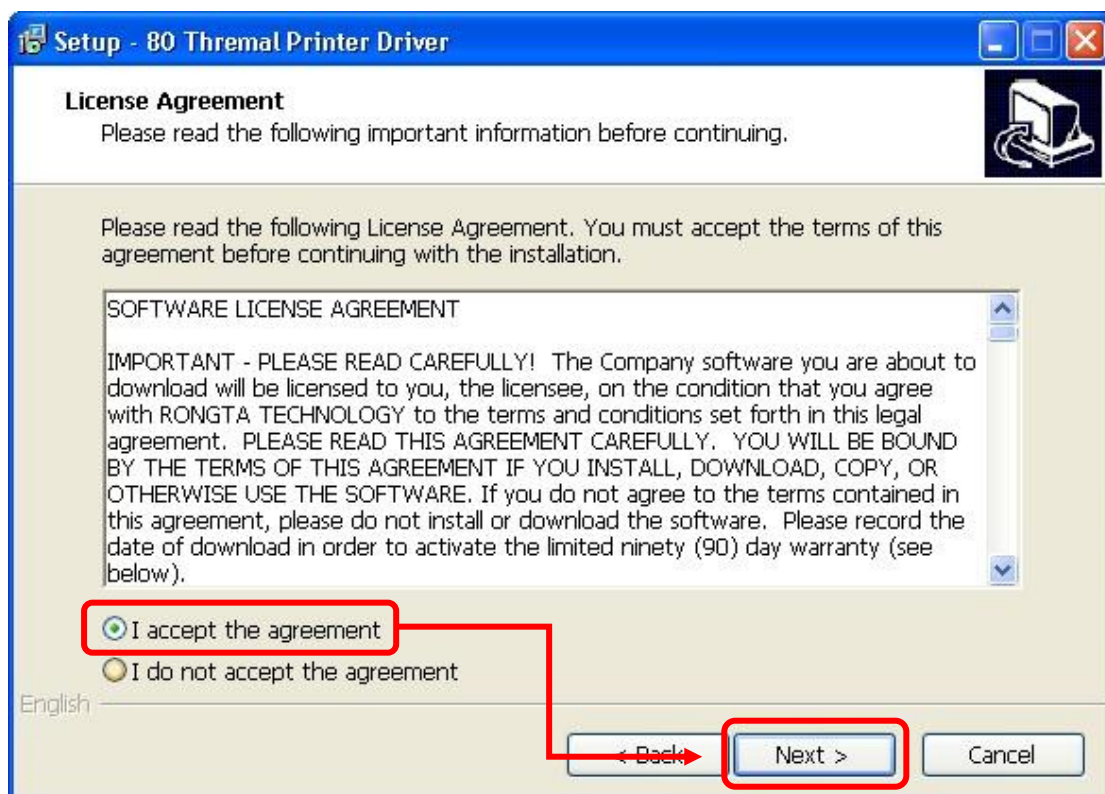 Setup - 80 Thremal Printer Driver
License Agreement
Please read the following important information before continuing.
Please read the following License Agreement. You must accept the terms of this
agreement before continuing with the installation.
SOFTWARE LICENSE AGREEMENT
IMPORTANT - PLEASE READ CAREFULLY!  The Company software you are about to
download will be licensed to you, the licensee, on the condition that you agree
with RONGTA TECHNOLOGY to the terms and conditions set forth in this legal
agreement.  PLEASE READ THIS AGREEMENT CAREFULLY.  YOU WILL BE BOUND
BY THE TERMS OF THIS AGREEMENT IF YOU INSTALL, DOWNLOAD, COPY, OR
OTHERWISE USE THE SOFTWARE. If you do not agree to the terms contained in
this agreement, please do not install or download the software.  Please record the
date of download in order to activate the limited ninety (90) day warranty (see
below).
I accept the agreement
I do not accept the agreement
English
< Back
Next >
Cancel